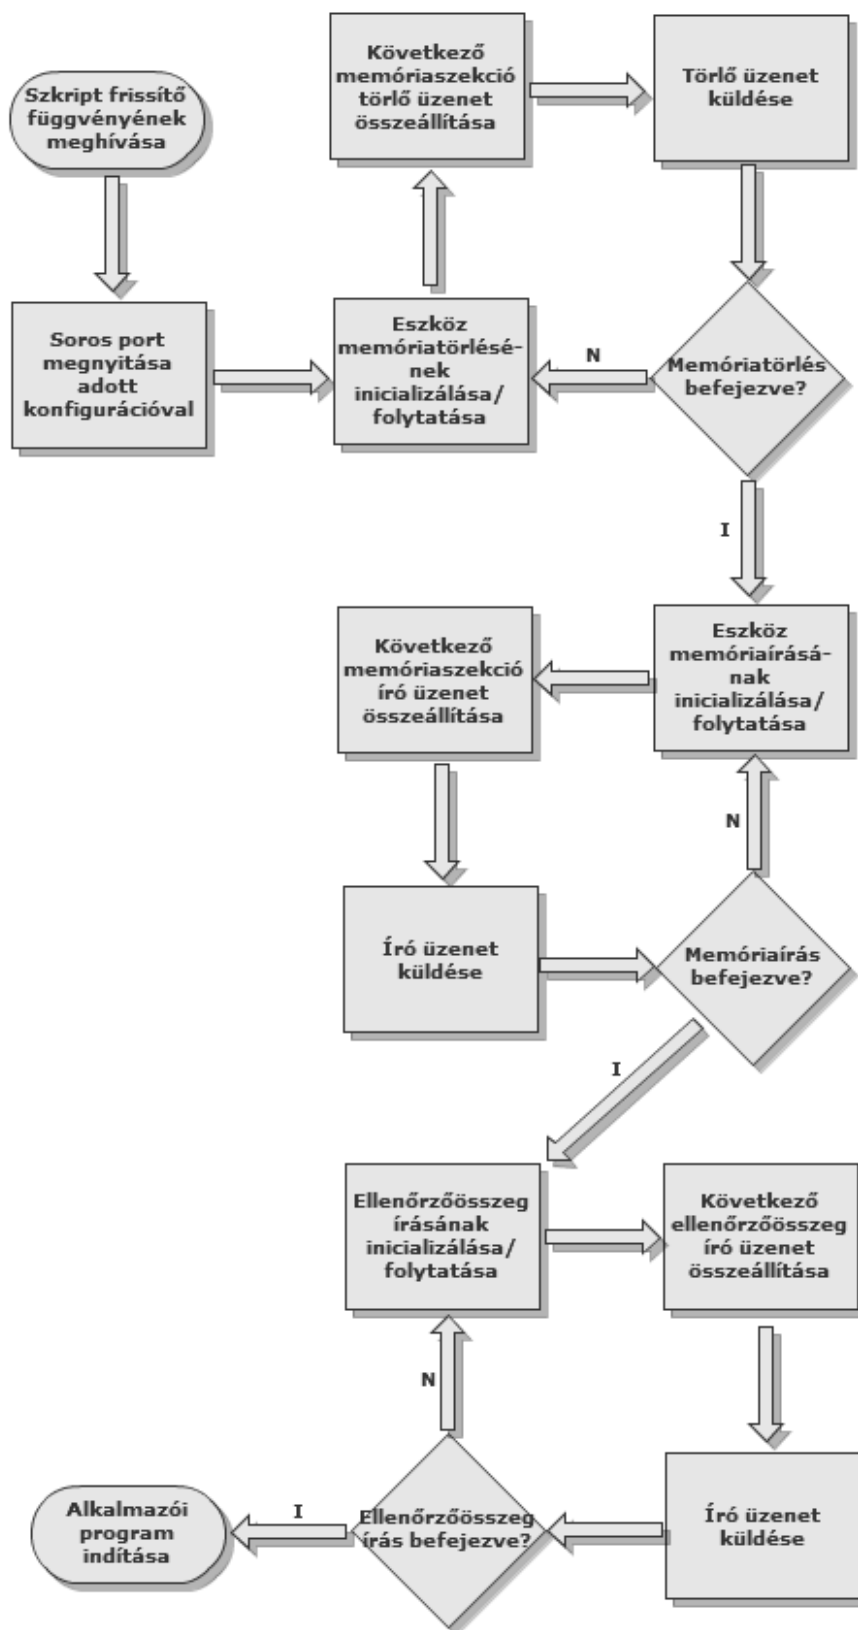 Szkript frissítő
függvényének
meghívása
Soros port
megnyitása
adott
konfigurációval
Eszköz
memóriatörlésé-
nek
inicializálása/
folytatása
Következő
memóriaszekció
törlő üzenet
összeállítása
Törlő üzenet
küldése
Memóriatörlés
befejezve?
N
I
Eszköz
memóriaírásá-
nak
inicializálása/
folytatása
Következő
memóriaszekció
író üzenet
összeállítása
Író üzenet
küldése
Memóriaírás
befejezve?
N
I
Ellenőrzőösszeg
írásának
inicializálása/
folytatása
Következő
ellenőrzőösszeg
író üzenet
összeállítása
Író üzenet
küldése
Ellenőrzőösszeg
írás befejezve?
N
I
Alkalmazói
program
indítása